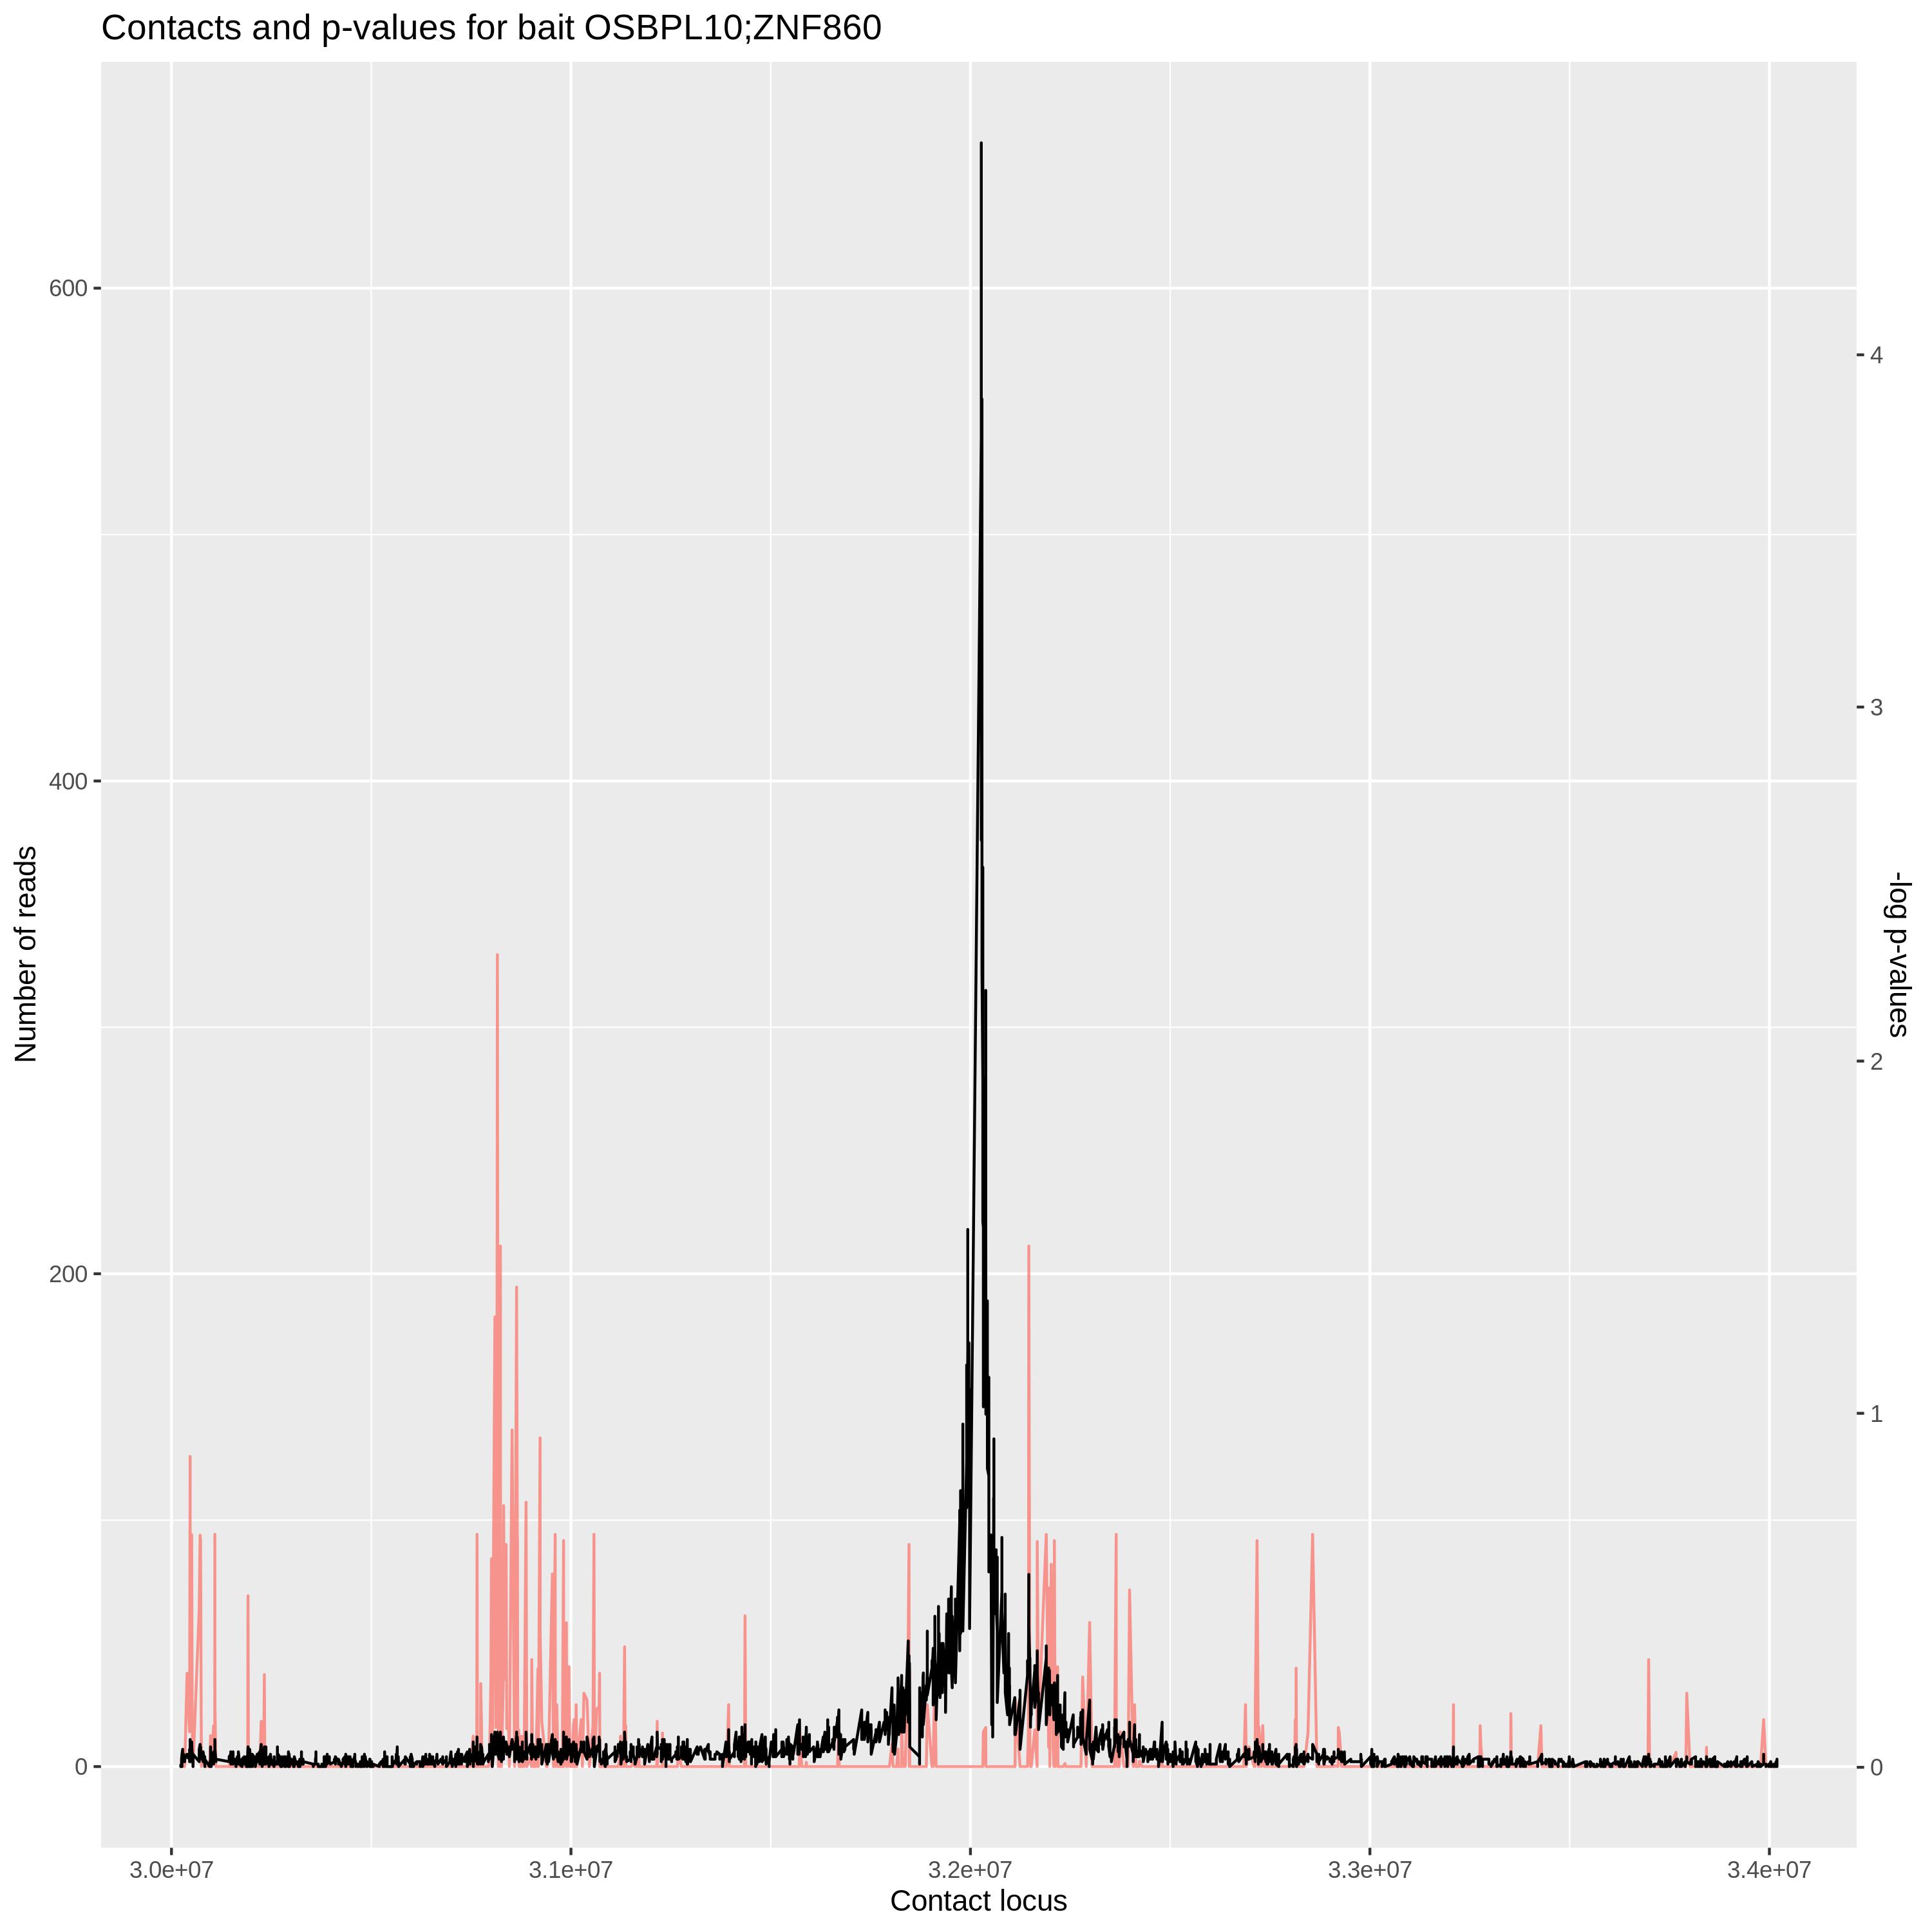 Contacts and p-values for bait OSBPL10;ZNF860
600
400
200
0
Number of reads
4
3
2
1
0
-log p-values
3.0e+07 3.1e+07 3.2e+07 3.3e+07 3.4e+07
Contact locus